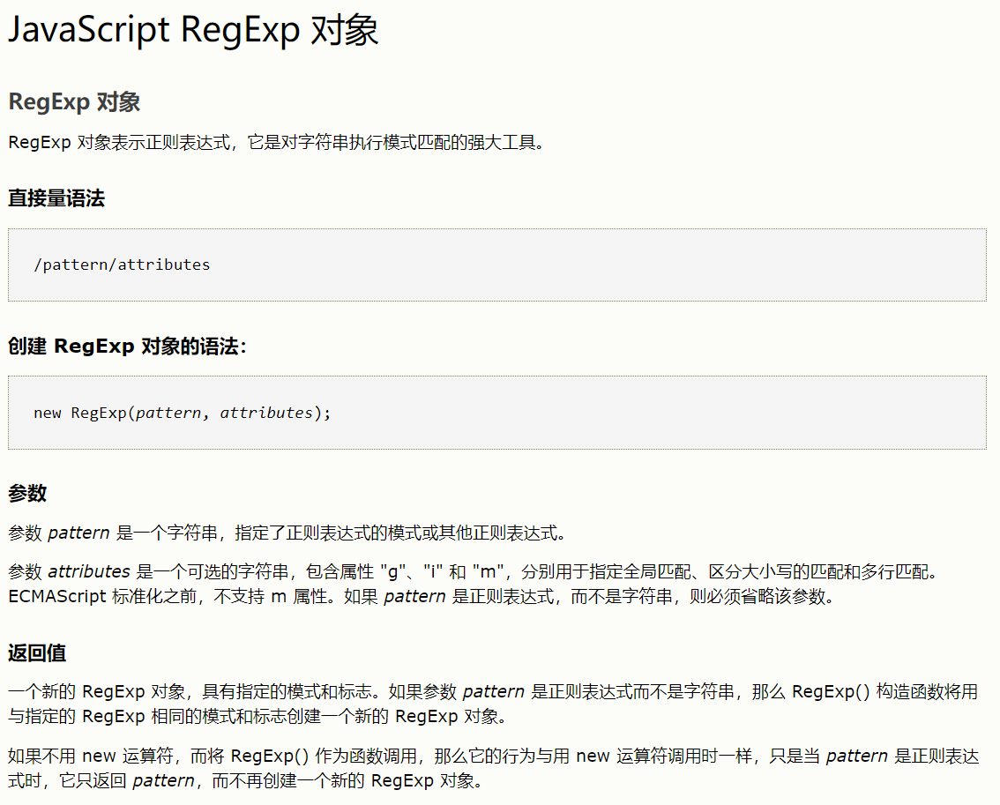 JavaScript RegExp 对象
RegExp 对象
RegExp 对象表示正则表达式，它是对字符串执行模式匹配的强大工具。
直接量语法
/pattern/attributes
创建 RegExp 对象的语法：
new RegExp(pattern, attributes);
参数
参数 pattern 是一个字符串，指定了正则表达式的模式或其他正则表达式。
参数 attributes 是一个可选的字符串，包含属性 "g"、"i" 和 "m"，分别用于指定全局匹配、区分大小写的匹配和多行匹配。
ECMAScript 标准化之前，不支持 m 属性。如果 pattern 是正则表达式，而不是字符串，则必须省略该参数。
返回值
一个新的 RegExp 对象，具有指定的模式和标志。如果参数 pattern 是正则表达式而不是字符串，那么 RegExp() 构造函数将用
与指定的 RegExp 相同的模式和标志创建一个新的 RegExp 对象。
如果不用 new 运算符，而将 RegExp() 作为函数调用，那么它的行为与用 new 运算符调用时一样，只是当 pattern 是正则表达
式时，它只返回 pattern，而不再创建一个新的 RegExp 对象。